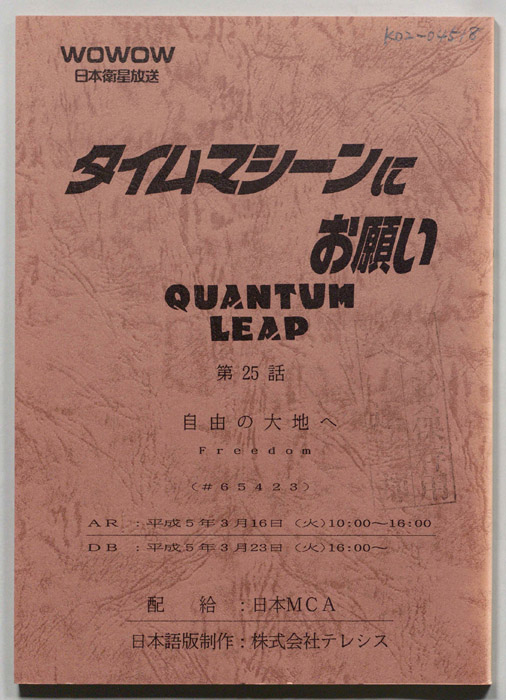 KD2-0458
WOWOW
日本衛星放送
タイムマシーンに
お願い
QUANTUM
LEAP
第 25 話
自由の大地へ
Freedom
(#65423)
AR :平成5年3月16日 (火)10:00~16:00
DB :平成5年3月23日 (火)16:00~
配 給 :日本MCA
日本語版制作:株式会社テレシス